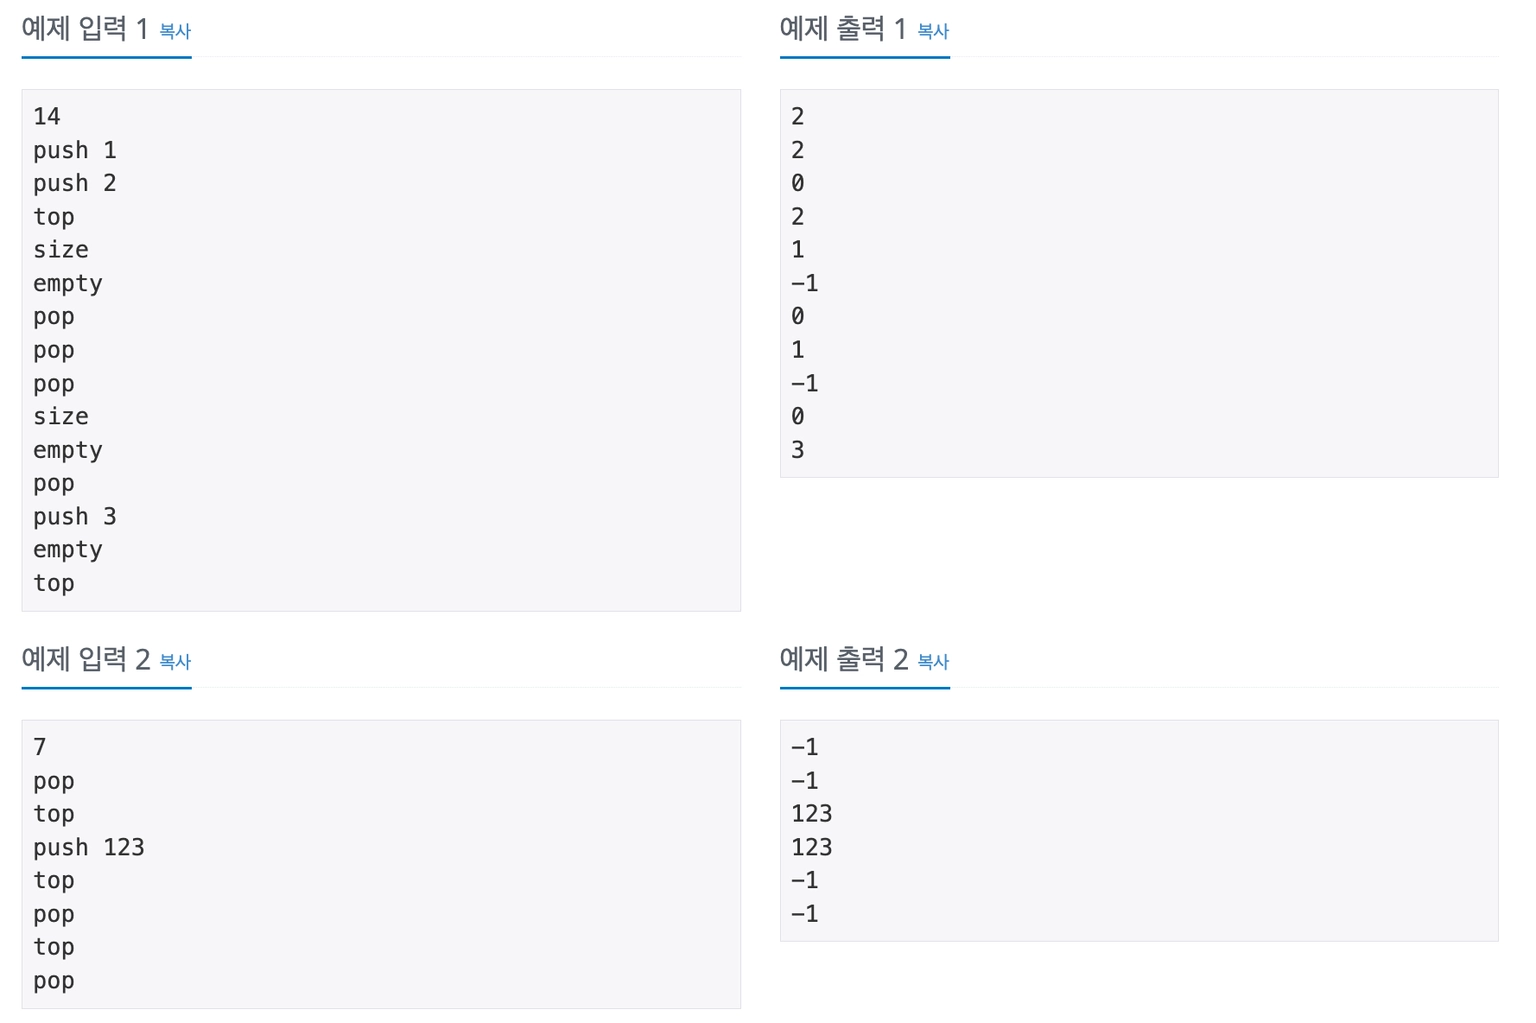 예제 입력 1 복사
14
push 1
push 2
top
size
empty
pop
pop
pop
size
empty
pop
push 3
empty
top
예제 출력 1 복사
2
2
0
2
1
-1
0
1
-1
0
3
예제 입력 2 복사
7
pop
top
push 123
top
pop
top
pop
예제 출력 2 복사
-1
-1
123
123
-1
-1